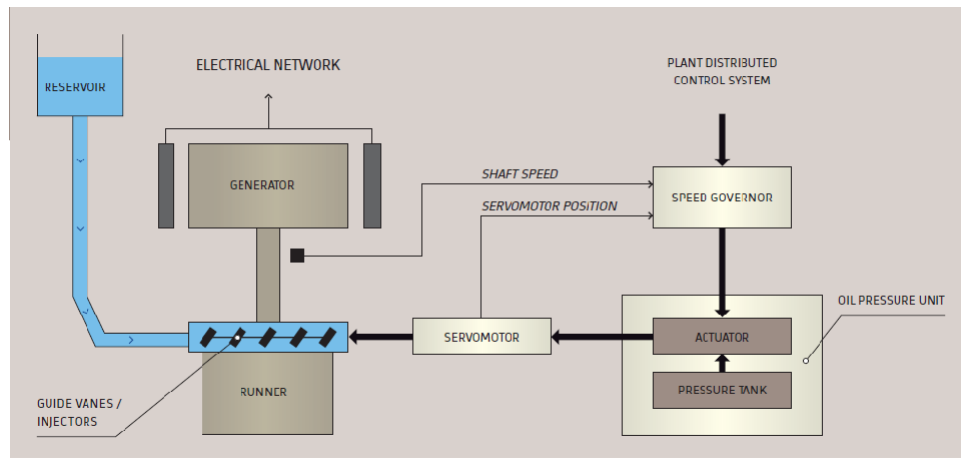 RESERVOIR
ELECTRICAL NETWORK
PLANT DISTRIBUTED
CONTROL SYSTEM
GENERATOR
SHAFT SPEED
SERVOMOTOR POSITION
SPEED GOVERNOR
OIL PRESSURE UNIT
SERVOMOTOR
ACTUATOR
RUNNER
PRESSURE TANK
GUIDE VANES /
INJECTORS